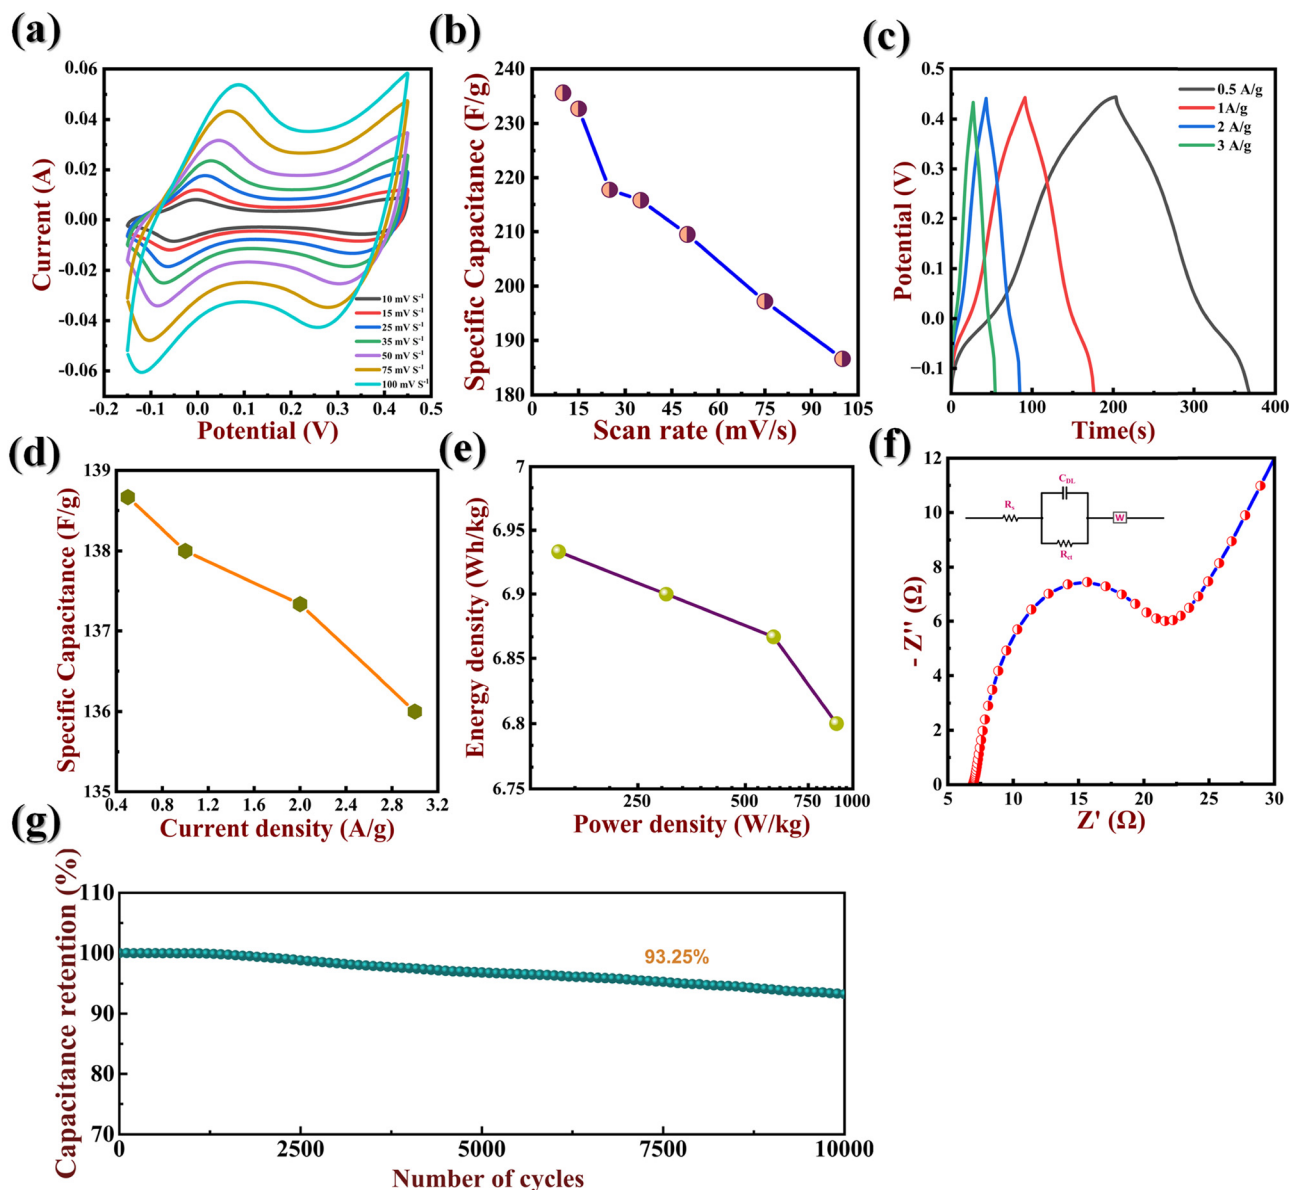 (a)
Current (A)
0.06
0.04
0.02
0.00
-0.02
-0.04
-0.06
-0.2 -0.1 0.0 0.1 0.2 0.3 0.4 0.5
Potential (V)
10 mV S-1
15 mV S-1
25 mV S-1
35 mV S-1
50 mV S-1
75 mV S-1
100 mV S-1
(b)
Specific Capacitanec (F/g)
240
230
220
210
200
190
180
0 15 30 45 60 75 90 105
Scan rate (mV/s)
(c)
Potential (V)
0.5
0.4
0.3
0.2
0.1
0.0
−0.1
0 100 200 300 400
Time(s)
0.5 A/g
1A/g
2 A/g
3 A/g
(d)
Specific Capacitance (F/g)
139
138
137
136
135
0.4 0.8 1.2 1.6 2.0 2.4 2.8 3.2
Current density (A/g)
(e)
Energy density (Wh/kg)
7
6.95
6.9
6.85
6.8
6.75
250 500 750 1000
Power density (W/kg)
(f)
- Z'' (Ω)
12
10
8
6
4
2
0
5 10 15 20 25 30
Z' (Ω)
Rs
CDL
Rct
W
(g)
Capacitance retention (%)
110
100
90
80
70
0 2500 5000 7500 10000
Number of cycles
93.25%